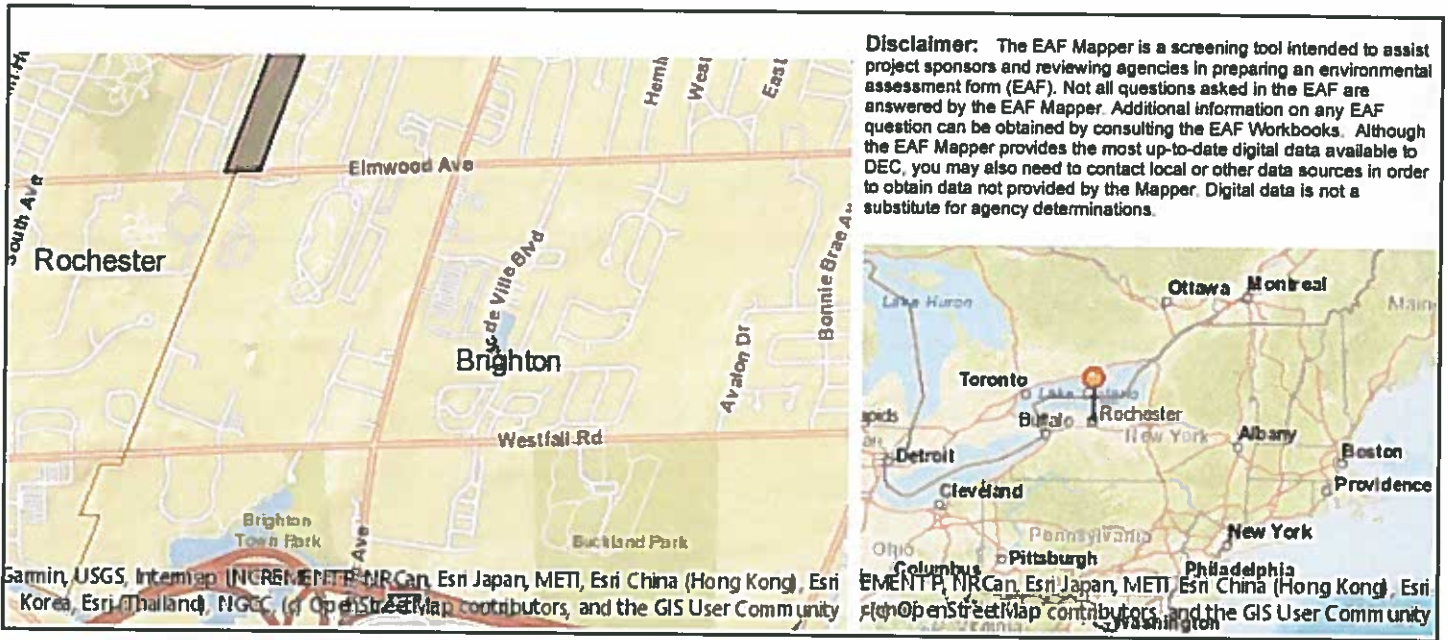 Disclaimer: The EAF Mapper is a screening tool intended to assist
project sponsors and reviewing agencies in preparing an environmental
assessment form (EAF). Not all questions asked in the EAF are
answered by the EAF Mapper. Additional information on any EAF
question can be obtained by consulting the EAF Workbooks. Although
the EAF Mapper provides the most up-to-date digital data available to
DEC, you may also need to contact local or other data sources in order
to obtain data not provided by the Mapper. Digital data is not a
substitute for agency determinations.
Hemh
West
East
Elmwood Ave
South Ave
Rochester
de Ville Blvd
Bonnie Brae Av
Brighton
Avalon Dr
Westfall Rd
Brighton
Town Park
Ave
Buckland Park
Garmin, USGS, Intermap INCREMENT P NRCan, Esri Japan, METI, Esri China (Hong Kong), Esri
Korea, Esri (Thailand), NGCC, (c) OpenStreetMap contributors, and the GIS User Community
Ottawa
Montreal
Lake Huron
Main
Toronto
Lake Ontario
apids
Buffalo
Rochester
New York
Albany
Detroit
Boston
Providence
Cleveland
New York
Pennsylvania
Ohio
Pittsburgh
Columbus
Philadelphia
EMENT P, NRCan, Esri Japan, METI, Esri China (Hong Kong), Esri
(c) OpenStreetMap contributors, and the GIS User Community
Washington